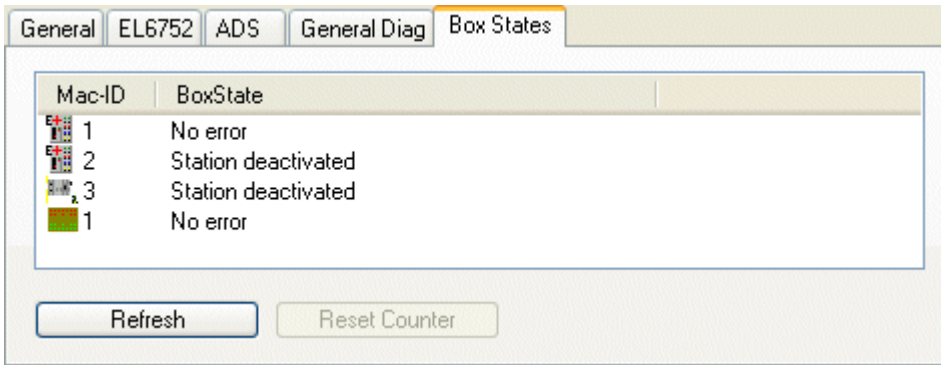 General EL6752 ADS General Diag Box States
Mac-ID BoxState
1 No error
2 Station deactivated
3 Station deactivated
1 No error
Refresh Reset Counter